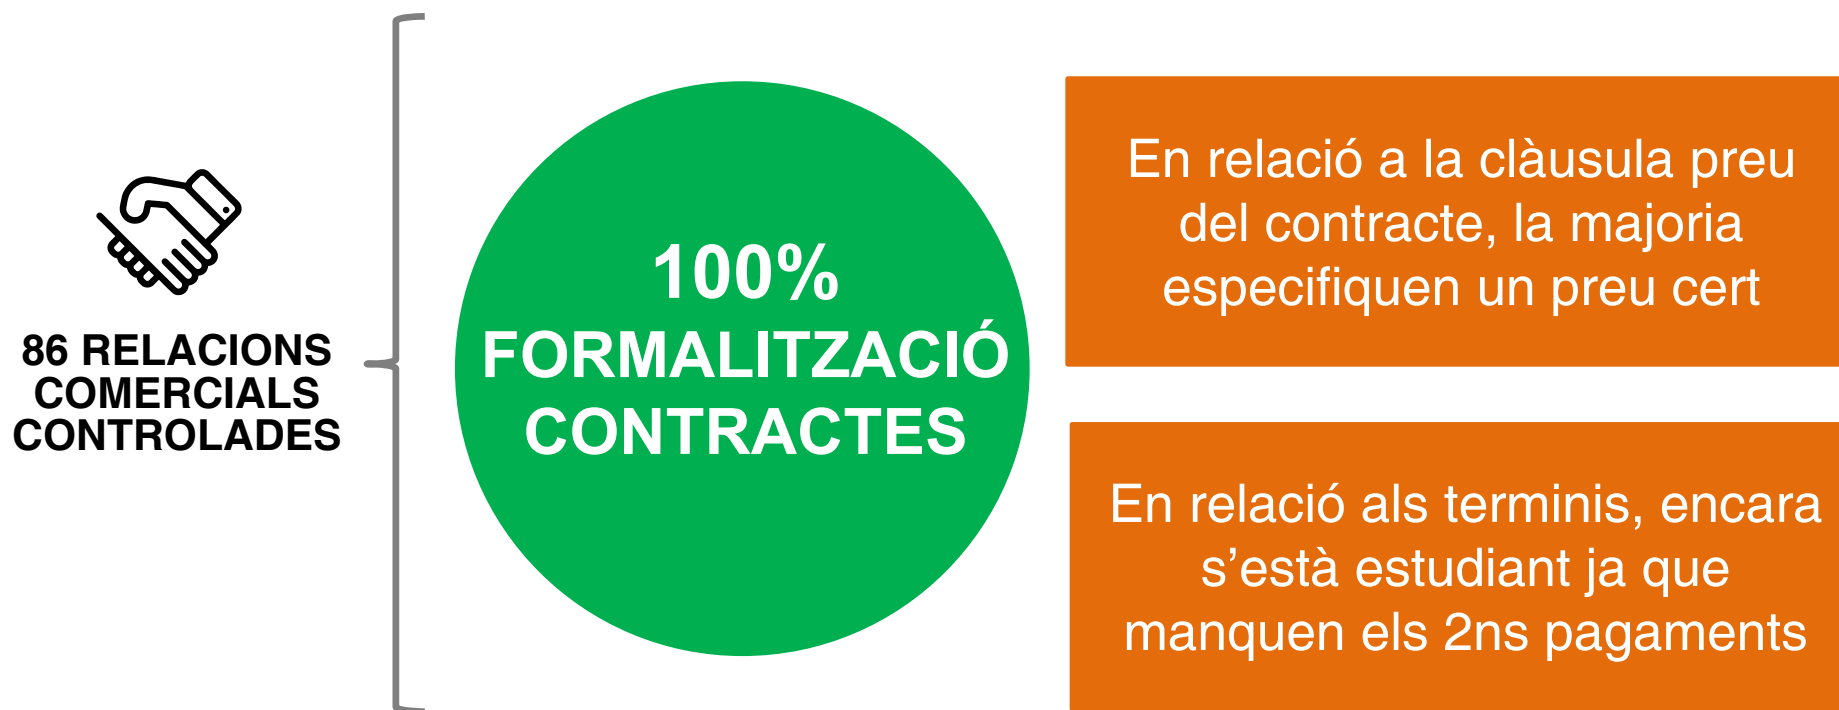 86 RELACIONS
COMERCIALS
CONTROLADES
100%
FORMALITZACIÓ
CONTRACTES
En relació a la clàusula preu
del contracte, la majoria
especifiquen un preu cert
En relació als terminis, encara
s’està estudiant ja que
manquen els 2ns pagaments